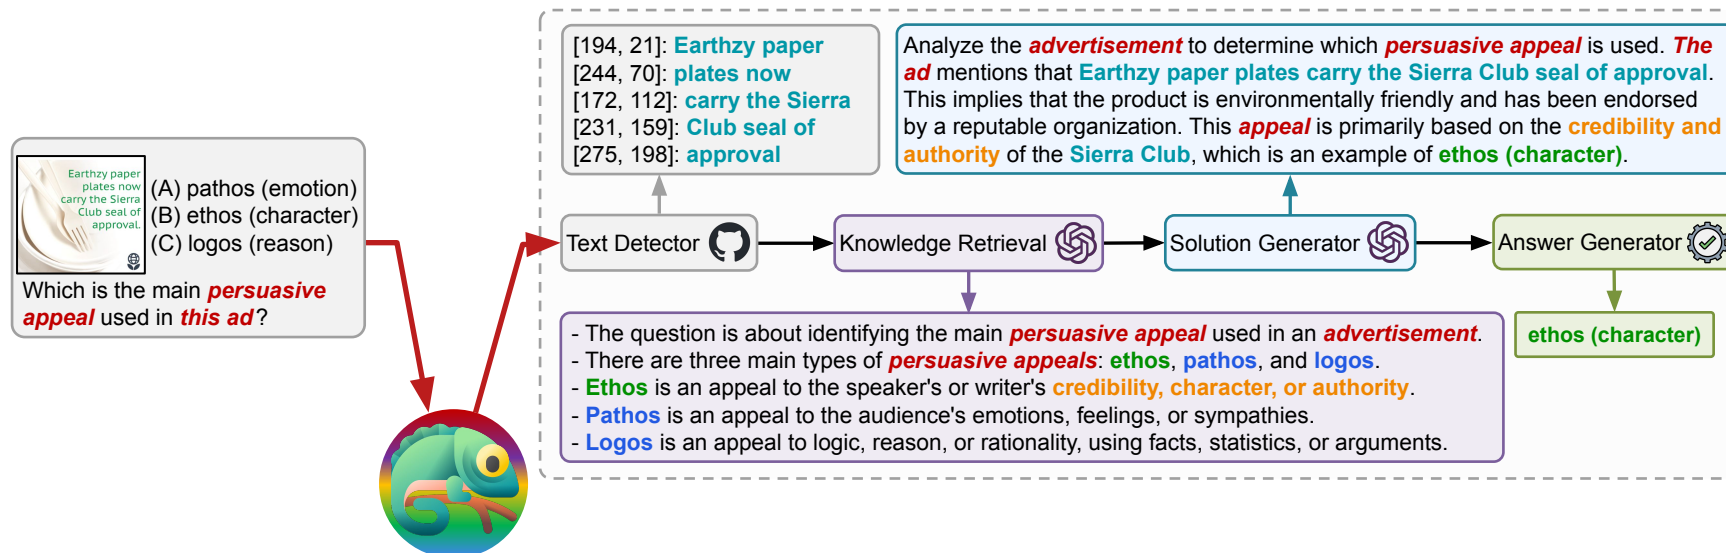 Earthzy paper
plates now
carry the Sierra
Club seal of
approval.
(A) pathos (emotion)
(B) ethos (character)
(C) logos (reason)
Which is the main persuasive
appeal used in this ad?
[194, 21]: Earthzy paper
[244, 70]: plates now
[172, 112]: carry the Sierra
[231, 159]: Club seal of
[275, 198]: approval
Analyze the advertisement to determine which persuasive appeal is used. The
ad mentions that Earthzy paper plates carry the Sierra Club seal of approval.
This implies that the product is environmentally friendly and has been endorsed
by a reputable organization. This appeal is primarily based on the credibility and
authority of the Sierra Club, which is an example of ethos (character).
Text Detector
Knowledge Retrieval
Solution Generator
Answer Generator
- The question is about identifying the main persuasive appeal used in an advertisement.
- There are three main types of persuasive appeals: ethos, pathos, and logos.
- Ethos is an appeal to the speaker's or writer's credibility, character, or authority.
- Pathos is an appeal to the audience's emotions, feelings, or sympathies.
- Logos is an appeal to logic, reason, or rationality, using facts, statistics, or arguments.
ethos (character)